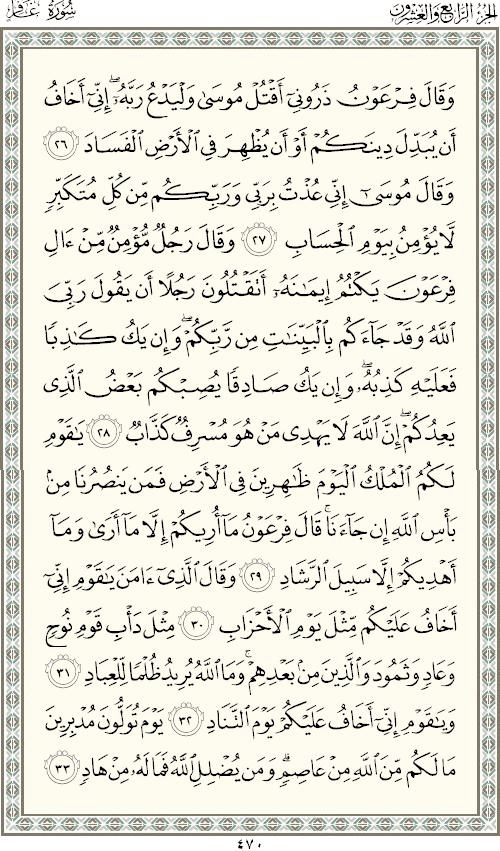 الجزء الرابع والعشرون
سورة غافر
وَقَالَ فِرْعَوْنُ ذَرُونِىٓ أَقْتُلْ مُوسَىٰ وَلْيَدْعُ رَبَّهُۥٓ ۖ إِنِّىٓ أَخَافُ
أَن يُبَدِّلَ دِينَكُمْ أَوْ أَن يُظْهِرَ فِى ٱلْأَرْضِ ٱلْفَسَادَ ٢٦
وَقَالَ مُوسَىٰٓ إِنِّى عُذْتُ بِرَبِّى وَرَبِّكُم مِّن كُلِّ مُتَكَبِّرٍ
لَّا يُؤْمِنُ بِيَوْمِ ٱلْحِسَابِ ٢٧ وَقَالَ رَجُلٌ مُّؤْمِنٌ مِّنْ ءَالِ
فِرْعَوْنَ يَكْتُمُ إِيمَٰنَهُۥٓ أَتَقْتُلُونَ رَجُلًا أَن يَقُولَ رَبِّىَ
ٱللَّهُ وَقَدْ جَآءَكُم بِٱلْبَيِّنَٰتِ مِن رَّبِّكُمْ ۖ وَإِن يَكُ كَٰذِبًا
فَعَلَيْهِ كَذِبُهُۥ ۖ وَإِن يَكُ صَادِقًا يُصِبْكُم بَعْضُ ٱلَّذِى
يَعِدُكُمْ ۖ إِنَّ ٱللَّهَ لَا يَهْدِى مَنْ هُوَ مُسْرِفٌ كَذَّابٌ ٢٨ يَٰقَوْمِ
لَكُمُ ٱلْمُلْكُ ٱلْيَوْمَ ظَٰهِرِينَ فِى ٱلْأَرْضِ فَمَن يَنصُرُنَا مِنۢ
بَأْسِ ٱللَّهِ إِن جَآءَنَا ۚ قَالَ فِرْعَوْنُ مَآ أُرِيكُمْ إِلَّا مَآ أَرَىٰ وَمَآ
أَهْدِيكُمْ إِلَّا سَبِيلَ ٱلرَّشَادِ ٢٩ وَقَالَ ٱلَّذِىٓ ءَامَنَ يَٰقَوْمِ إِنِّىٓ
أَخَافُ عَلَيْكُم مِّثْلَ يَوْمِ ٱلْأَحْزَابِ ٣٠ مِثْلَ دَأْبِ قَوْمِ نُوحٍ
وَعَادٍ وَثَمُودَ وَٱلَّذِينَ مِنۢ بَعْدِهِمْ ۚ وَمَا ٱللَّهُ يُرِيدُ ظُلْمًا لِّلْعِبَادِ ٣١
وَيَٰقَوْمِ إِنِّىٓ أَخَافُ عَلَيْكُمْ يَوْمَ ٱلتَّنَادِ ٣٢ يَوْمَ تُوَلُّونَ مُدْبِرِينَ
مَا لَكُم مِّنَ ٱللَّهِ مِنْ عَاصِمٍ ۗ وَمَن يُضْلِلِ ٱللَّهُ فَمَا لَهُۥ مِنْ هَادٍ ٣٣
٤٧٠